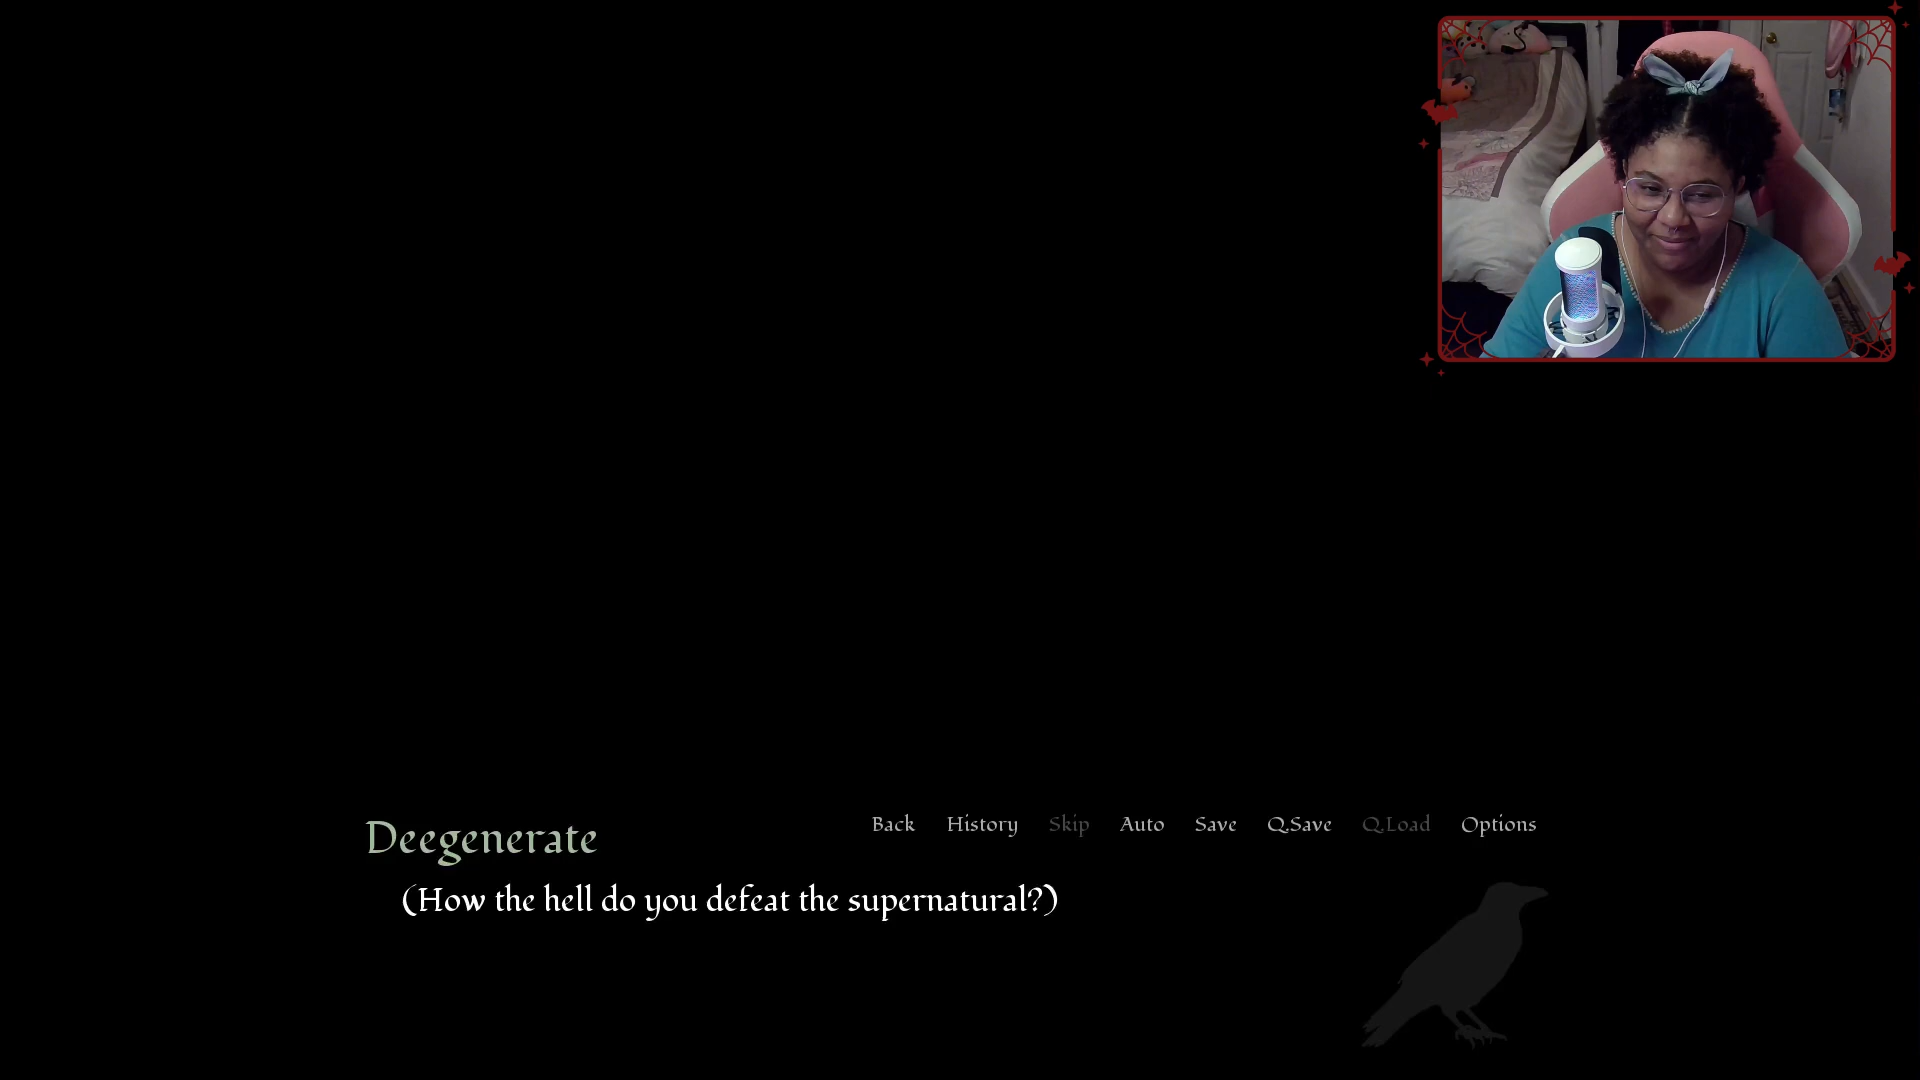 Deegenerate
Back History Skip Auto Save Q.Save Q.Load Options
(How the hell do you defeat the supernatural?)